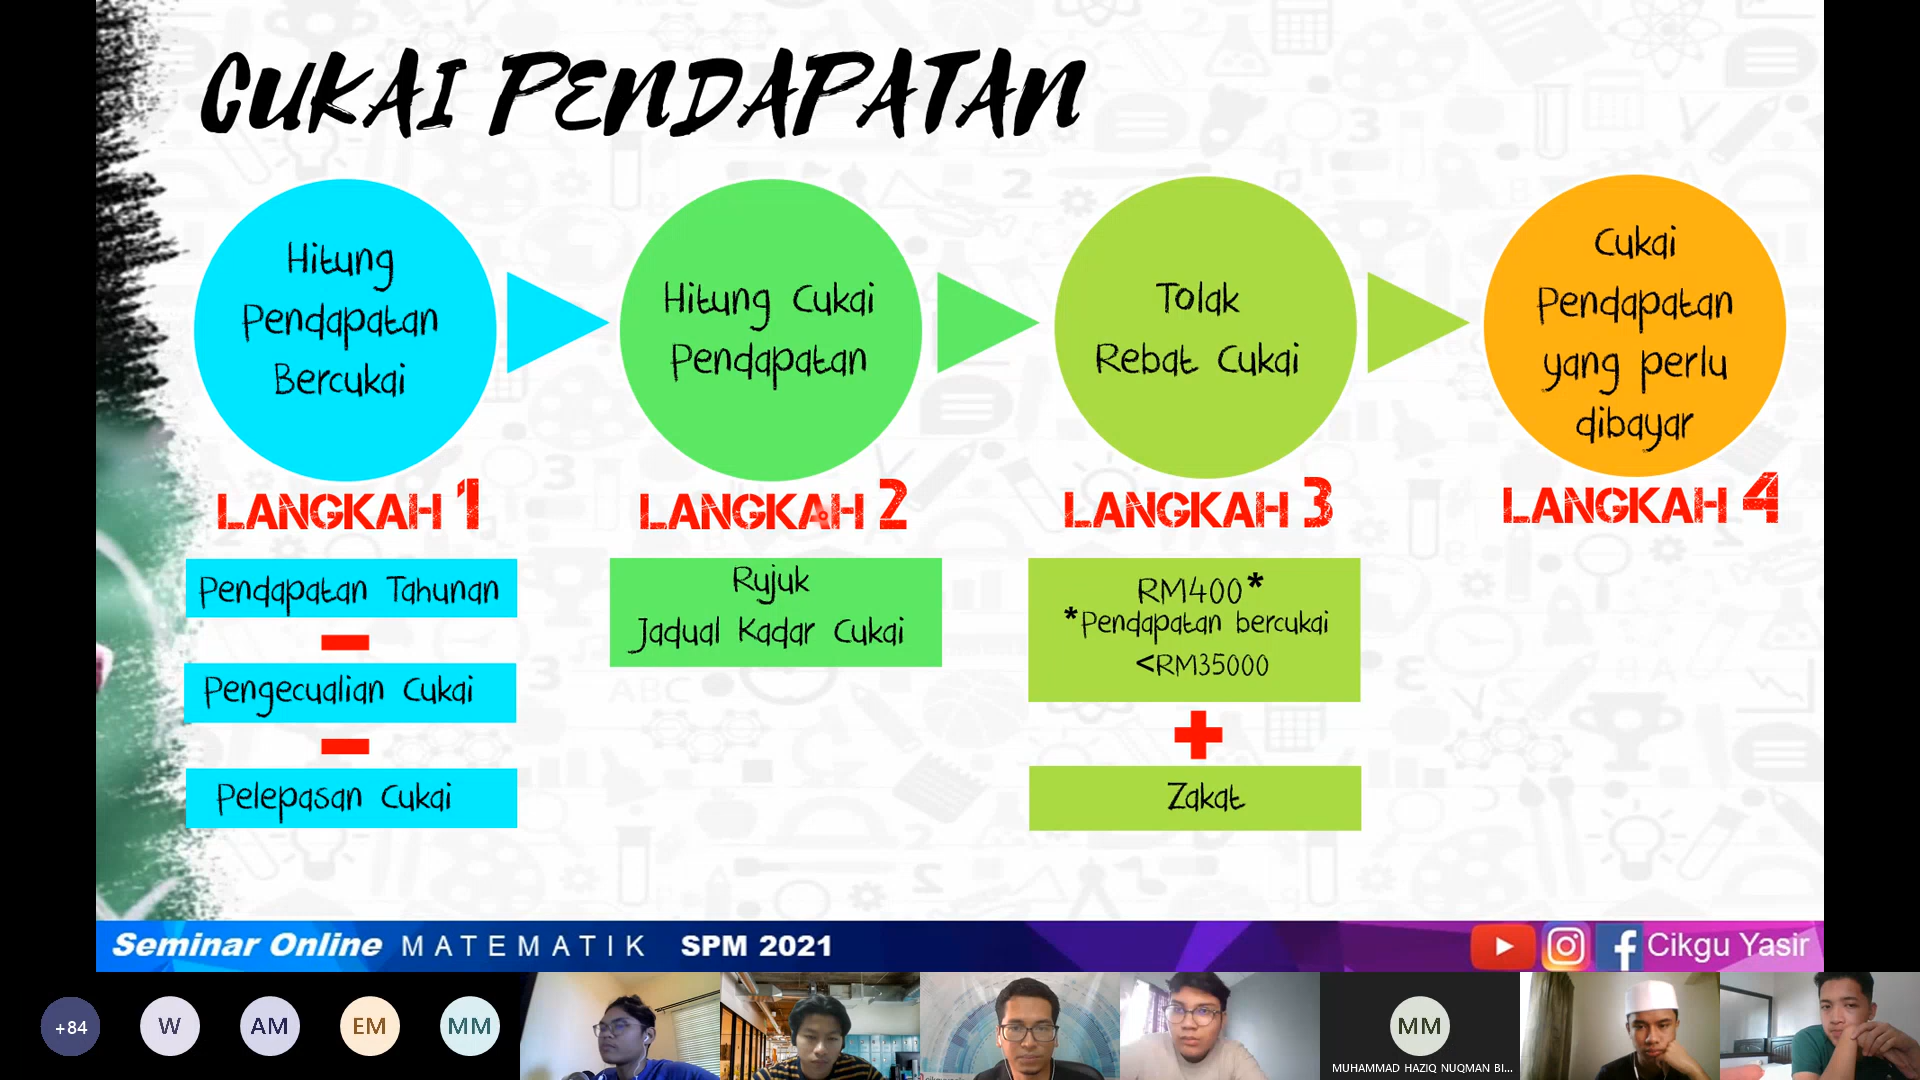 CUKAI PENDAPATAN
Hitung
Pendapatan
Bercukai
LANGKAH 1
Pendapatan Tahunan
-
Pengecualian Cukai
-
Pelepasan Cukai
Hitung Cukai
Pendapatan
LANGKAH 2
Rujuk
Jadual Kadar Cukai
Tolak
Rebat Cukai
LANGKAH 3
RM400*
*Pendapatan bercukai
<RM35000
+
Zakat
Cukai
Pendapatan
yang perlu
dibayar
LANGKAH 4
Seminar Online MATEMATIK SPM 2021
Cikgu Yasir
+84
W
AM
EM
MM
MM
MUHAMMAD HAZIQ NUQMAN BI...